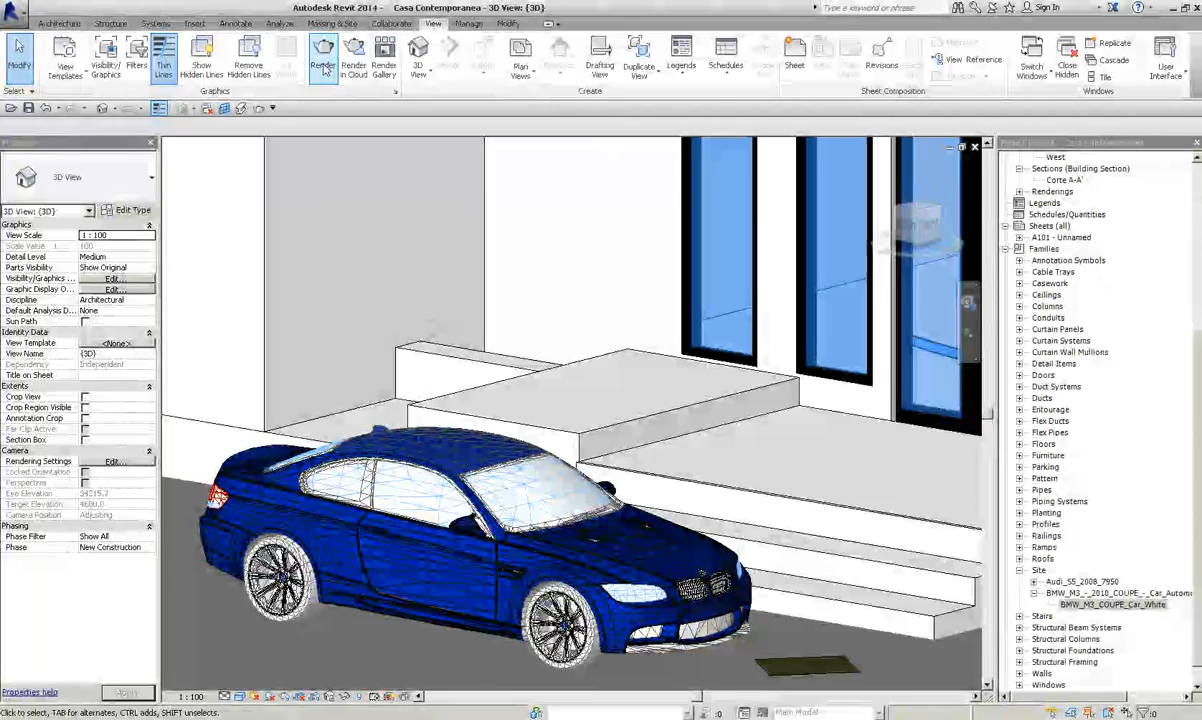 Autodesk Revit 2014 - Casa Contemporanea - 3D View: {3D}
Type a keyword or phrase
Sign In
Architecture Structure Systems Insert Annotate Analyze Massing & Site Collaborate View Manage Modify
Modify
View Templates
Visibility/ Graphics
Filters
Thin Lines
Show Hidden Lines
Remove Hidden Lines
Render
Render in Cloud
Render Gallery
3D View
Plan Views
Drafting View
Duplicate View
Legends
Schedules
Sheet
Revisions
View Reference
Switch Windows
Close Hidden
Replicate
Cascade
Tile
User Interface
Select
Graphics
Create
Sheet Composition
Windows
3D View
3D View: {3D}
Edit Type
Graphics
View Scale 1 : 100
Scale Value 1: 100
Detail Level Medium
Parts Visibility Show Original
Visibility/Graphics ... Edit...
Graphic Display O... Edit...
Discipline Architectural
Default Analysis D... None
Sun Path
Identity Data
View Template <None>
View Name {3D}
Dependency Independent
Title on Sheet
Extents
Crop View
Crop Region Visible
Annotation Crop
Far Clip Active
Section Box
Camera
Rendering Settings Edit...
Locked Orientation
Perspective
Eye Elevation 34215.7
Target Elevation 4680.0
Camera Position Adjusting
Phasing
Phase Filter Show All
Phase New Construction
Properties help
Apply
West
Sections (Building Section)
Corte A-A'
Renderings
Legends
Schedules/Quantities
Sheets (all)
A101 - Unnamed
Families
Annotation Symbols
Cable Trays
Casework
Ceilings
Columns
Conduits
Curtain Panels
Curtain Systems
Curtain Wall Mullions
Detail Items
Doors
Duct Systems
Ducts
Entourage
Flex Ducts
Flex Pipes
Floors
Furniture
Parking
Pattern
Pipes
Piping Systems
Planting
Profiles
Railings
Ramps
Roofs
Site
Audi_S5_2008_7950
BMW_M3_-_2010_COUPE_-_Car_Automo
BMW_M3_COUPE_Car_White
Stairs
Structural Beam Systems
Structural Columns
Structural Foundations
Structural Framing
Walls
Windows
1 : 100
Click to select, TAB for alternates, CTRL adds, SHIFT unselects.
:0
Main Model
:0